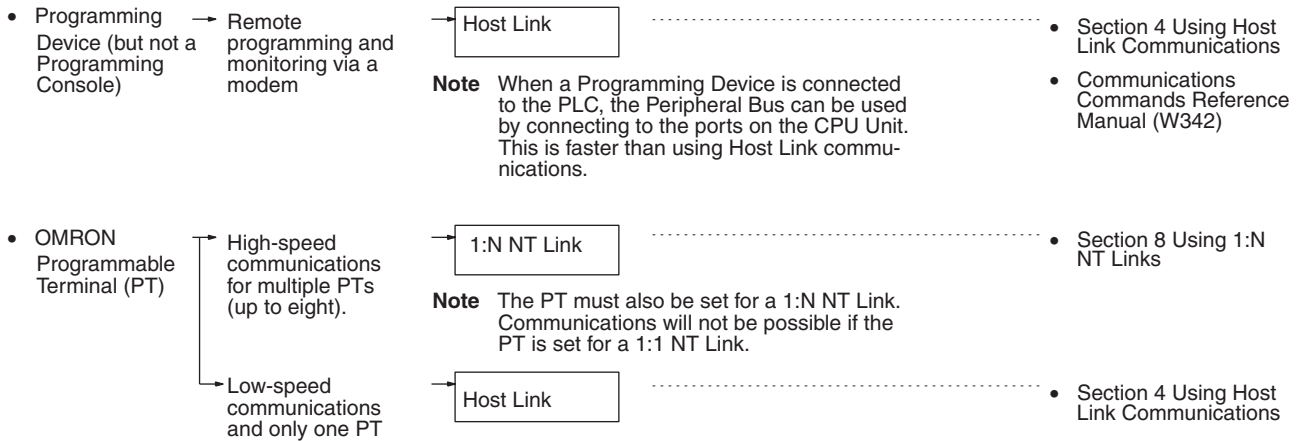 • Programming
Device (but not a
Programming
Console)
Remote
programming and
monitoring via a
modem
Host Link
Note When a Programming Device is connected
to the PLC, the Peripheral Bus can be used
by connecting to the ports on the CPU Unit.
This is faster than using Host Link commu-
nications.
• Section 4 Using Host
Link Communications
• Communications
Commands Reference
Manual (W342)
• OMRON
Programmable
Terminal (PT)
High-speed
communications
for multiple PTs
(up to eight).
1:N NT Link
Note The PT must also be set for a 1:N NT Link.
Communications will not be possible if the
PT is set for a 1:1 NT Link.
• Section 8 Using 1:N
NT Links
Low-speed
communications
and only one PT
Host Link
• Section 4 Using Host
Link Communications